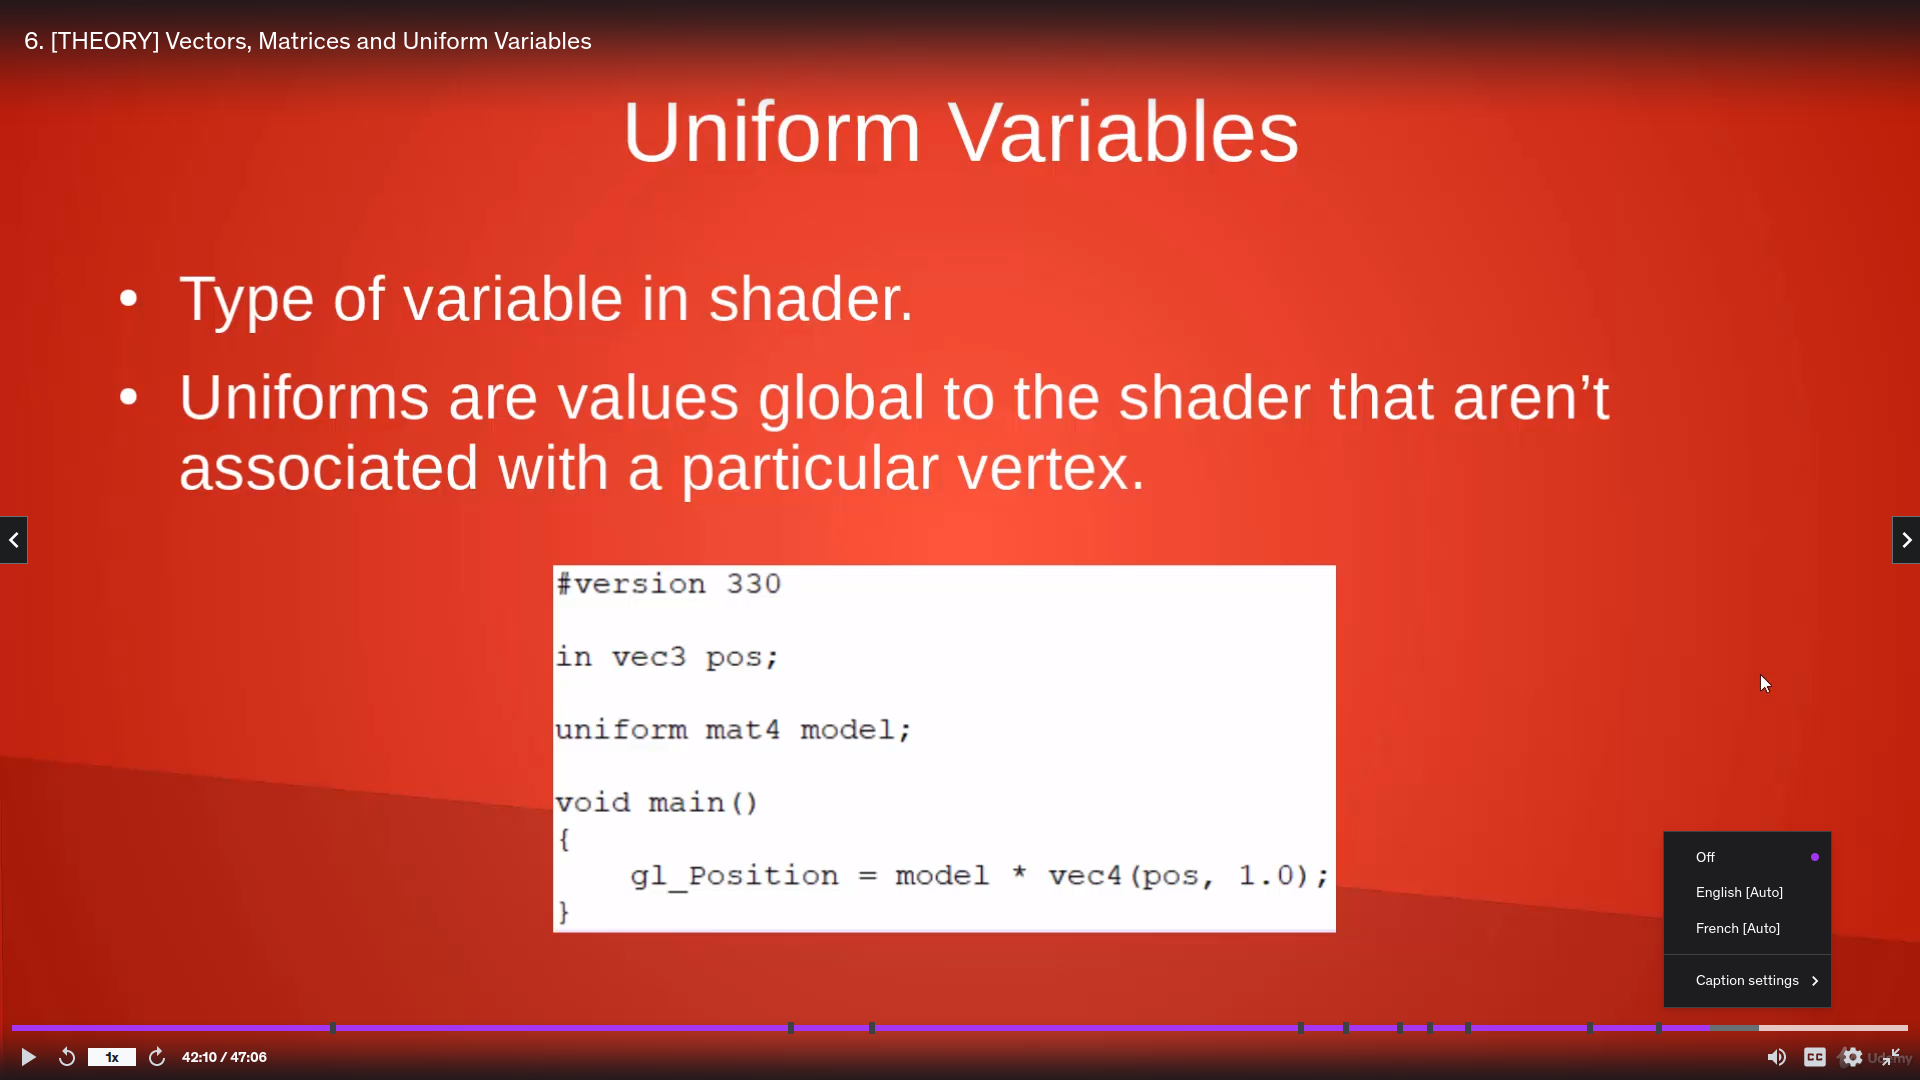 6. [THEORY] Vectors, Matrices and Uniform Variables
Uniform Variables
• Type of variable in shader.
• Uniforms are values global to the shader that aren’t
associated with a particular vertex.
#version 330
in vec3 pos;
uniform mat4 model;
void main()
{
gl_Position = model * vec4(pos, 1.0);
}
Off
English [Auto]
French [Auto]
Caption settings
1x
42:10 / 47:06
CC
Udemy